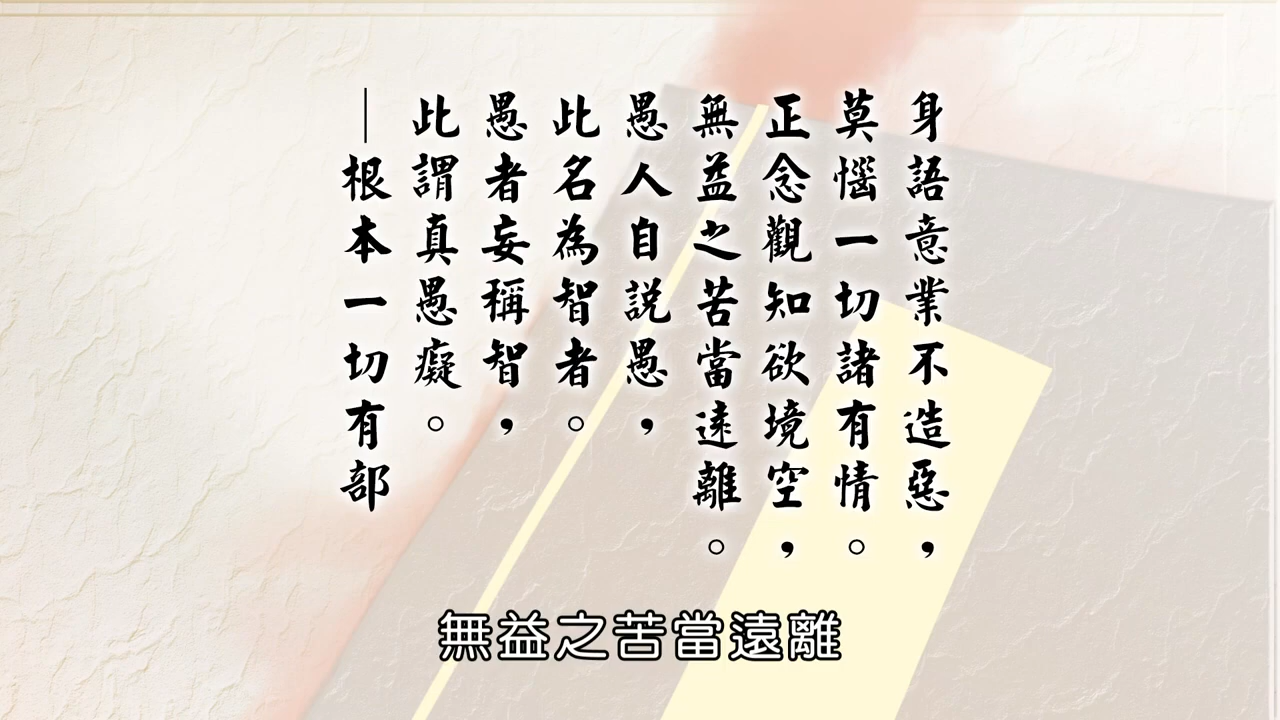 身語意業不造惡，
莫惱一切諸有情。
正念觀知欲境空，
無益之苦當遠離。
愚人自說愚，
此名為智者。
愚者妄稱智，
此謂真愚癡。
—根本一切有部
無益之苦當遠離